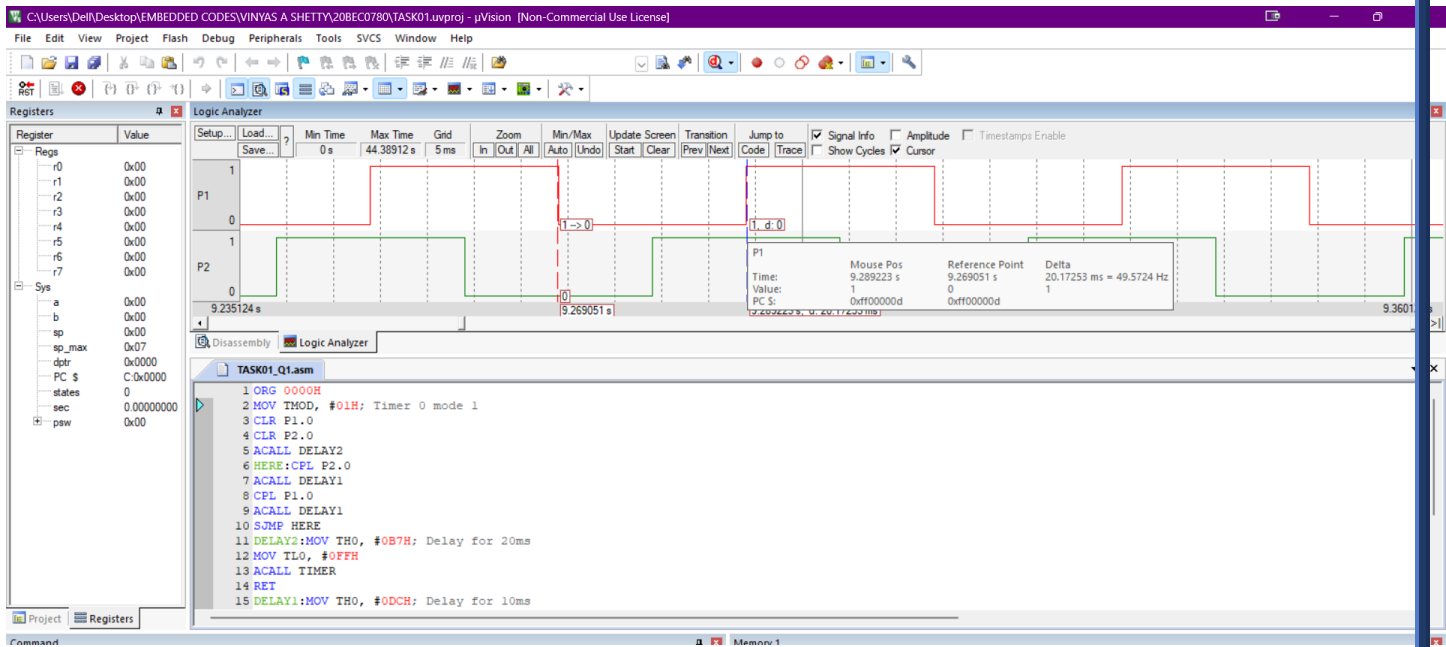 C:\Users\Dell\Desktop\EMBEDDED CODES\VINYAS A SHETTY\20BEC0780\TASK01.uvproj - µVision [Non-Commercial Use License]
File Edit View Project Flash Debug Peripherals Tools SVCS Window Help
RST
Registers
Register Value
Regs
r0 0x00
r1 0x00
r2 0x00
r3 0x00
r4 0x00
r5 0x00
r6 0x00
r7 0x00
Sys
a 0x00
b 0x00
sp 0x00
sp_max 0x07
dptr 0x0000
PC $ C:0x0000
states 0
sec 0.00000000
psw 0x00
Project Registers
Logic Analyzer
Setup... Load... ? Min Time Max Time Grid Zoom Min/Max Update Screen Transition Jump to Signal Info Amplitude Timestamps Enable
Save... 0 s 44.38912 s 5 ms In Out All Auto Undo Start Clear Prev Next Code Trace Show Cycles Cursor
1
P1
0
1 --> 0
1, d: 0
1
P2
0
0
P1
Mouse Pos Reference Point Delta
Time: 9.289223 s 9.269051 s 20.17253 ms = 49.5724 Hz
Value: 1 0 1
PC $: 0xff00000d 0xff00000d
9.235124 s 9.269051 s 9.289223 s, d: 20.17253 ms
Disassembly Logic Analyzer
TASK01_Q1.asm
1 ORG 0000H
2 MOV TMOD, #01H; Timer 0 mode 1
3 CLR P1.0
4 CLR P2.0
5 ACALL DELAY2
6 HERE:CPL P2.0
7 ACALL DELAY1
8 CPL P1.0
9 ACALL DELAY1
10 SJMP HERE
11 DELAY2:MOV TH0, #0B7H; Delay for 20ms
12 MOV TL0, #0FFH
13 ACALL TIMER
14 RET
15 DELAY1:MOV TH0, #0DCH; Delay for 10ms
Command
Memory 1